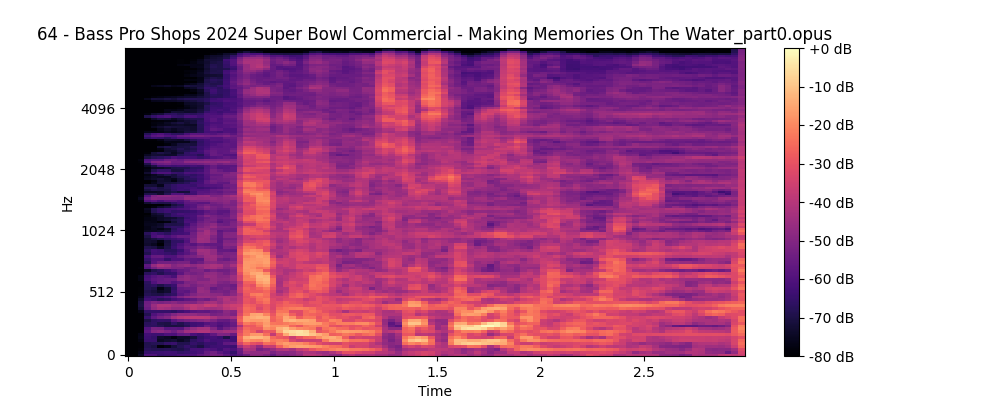 64 - Bass Pro Shops 2024 Super Bowl Commercial - Making Memories On The Water_part0.opus
+0 dB
4096
-10 dB
-20 dB
2048
-30 dB
Hz
-40 dB
1024
-50 dB
512
-60 dB
-70 dB
0
-80 dB
0 0.5 1 1.5 2 2.5
Time